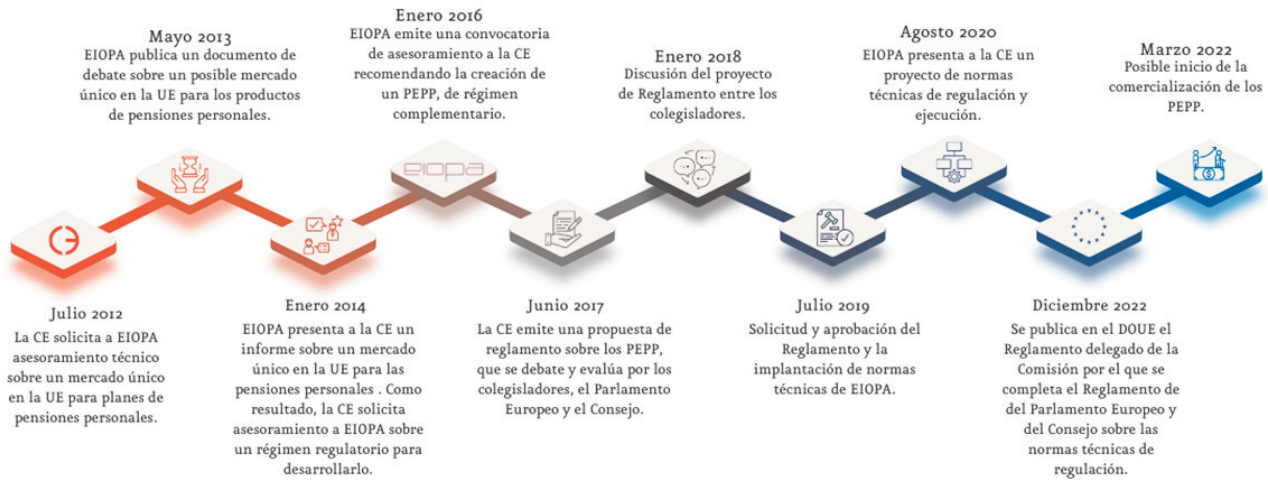 Julio 2012
La CE solicita a EIOPA
asesoramiento técnico
sobre un mercado único
en la UE para planes de
pensiones personales.
Mayo 2013
EIOPA publica un documento de
debate sobre un posible mercado
único en la UE para los productos
de pensiones personales.
Enero 2014
EIOPA presenta a la CE un
informe sobre un mercado
único en la UE para las
pensiones personales . Como
resultado, la CE solicita
asesoramiento a EIOPA sobre
un régimen regulatorio para
desarrollarlo.
Enero 2016
EIOPA emite una convocatoria
de asesoramiento a la CE
recomendando la creación de
un PEPP, de régimen
complementario.
eiopa
Junio 2017
La CE emite una propuesta de
reglamento sobre los PEPP,
que se debate y evalúa por los
colegisladores, el Parlamento
Europeo y el Consejo.
Enero 2018
Discusión del proyecto
de Reglamento entre los
colegisladores.
Julio 2019
Solicitud y aprobación del
Reglamento y la
implantación de normas
técnicas de EIOPA.
Agosto 2020
EIOPA presenta a la CE un
proyecto de normas
técnicas de regulación y
ejecución.
Diciembre 2022
Se publica en el DOUE el
Reglamento delegado de la
Comisión por el que se
completa el Reglamento de
del Parlamento Europeo y
del Consejo sobre las
normas técnicas de
regulación.
Marzo 2022
Posible inicio de la
comercialización de los
PEPP.